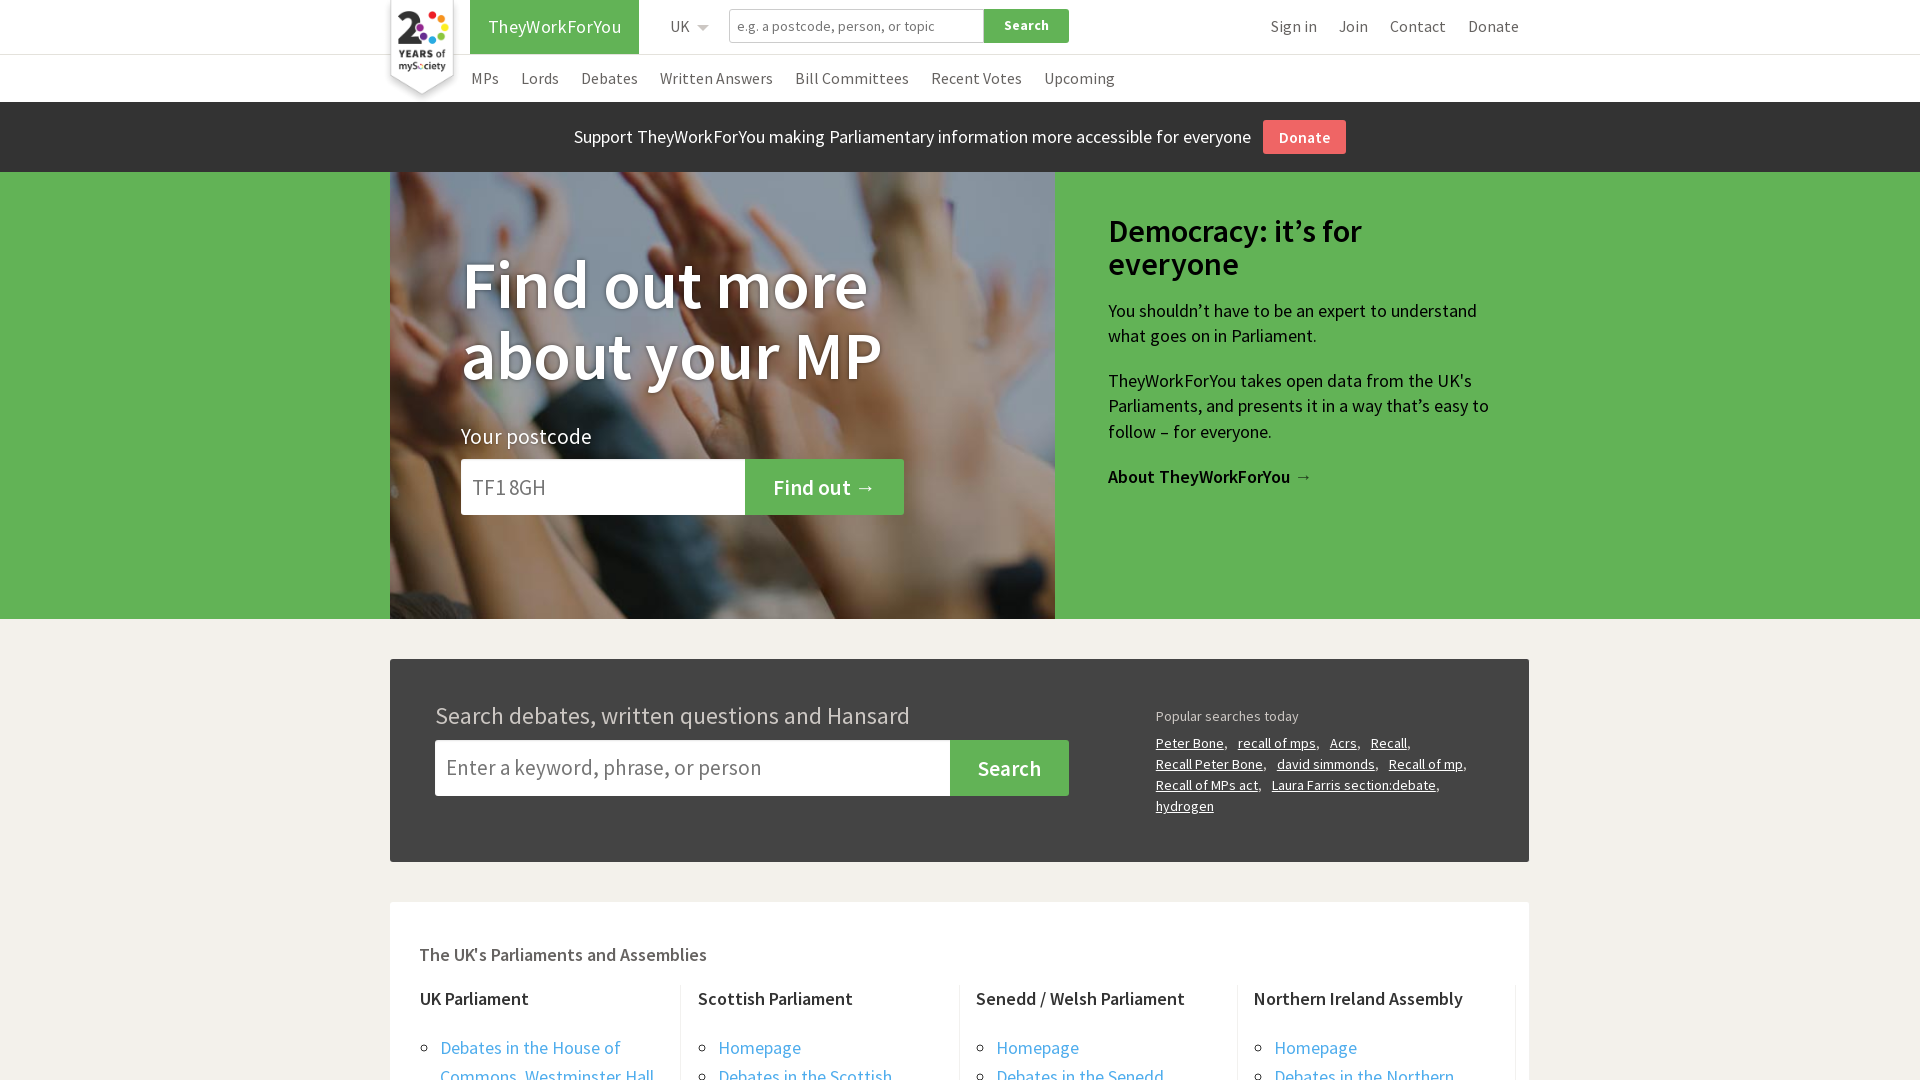 20
YEARS of
mySociety
TheyWorkForYou
UK
e.g. a postcode, person, or topic
Search
Sign in
Join
Contact
Donate
MPs
Lords
Debates
Written Answers
Bill Committees
Recent Votes
Upcoming
Support TheyWorkForYou making Parliamentary information more accessible for everyone
Donate
Find out more
about your MP
Your postcode
TF1 8GH
Find out →
Democracy: it’s for
everyone
You shouldn’t have to be an expert to understand
what goes on in Parliament.
TheyWorkForYou takes open data from the UK's
Parliaments, and presents it in a way that’s easy to
follow – for everyone.
About TheyWorkForYou →
Search debates, written questions and Hansard
Enter a keyword, phrase, or person
Search
Popular searches today
Peter Bone, recall of mps, Acrs, Recall,
Recall Peter Bone, david simmonds, Recall of mp,
Recall of MPs act, Laura Farris section:debate,
hydrogen
The UK's Parliaments and Assemblies
UK Parliament
Debates in the House of
Commons, Westminster Hall
Scottish Parliament
Homepage
Debates in the Scottish
Senedd / Welsh Parliament
Homepage
Debates in the Senedd
Northern Ireland Assembly
Homepage
Debates in the Northern